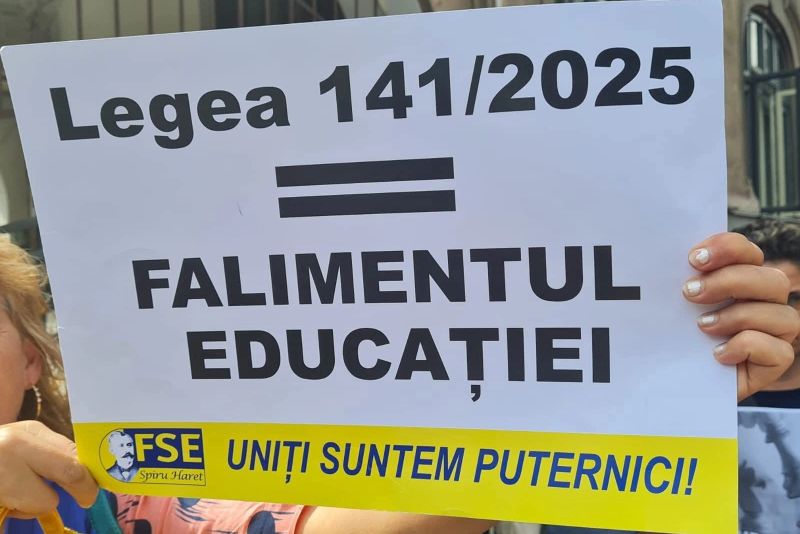 Legea 141/2025
=
FALIMENTUL
EDUCAȚIEI
FSE
Spiru Haret
UNIȚI SUNTEM PUTERNICI!